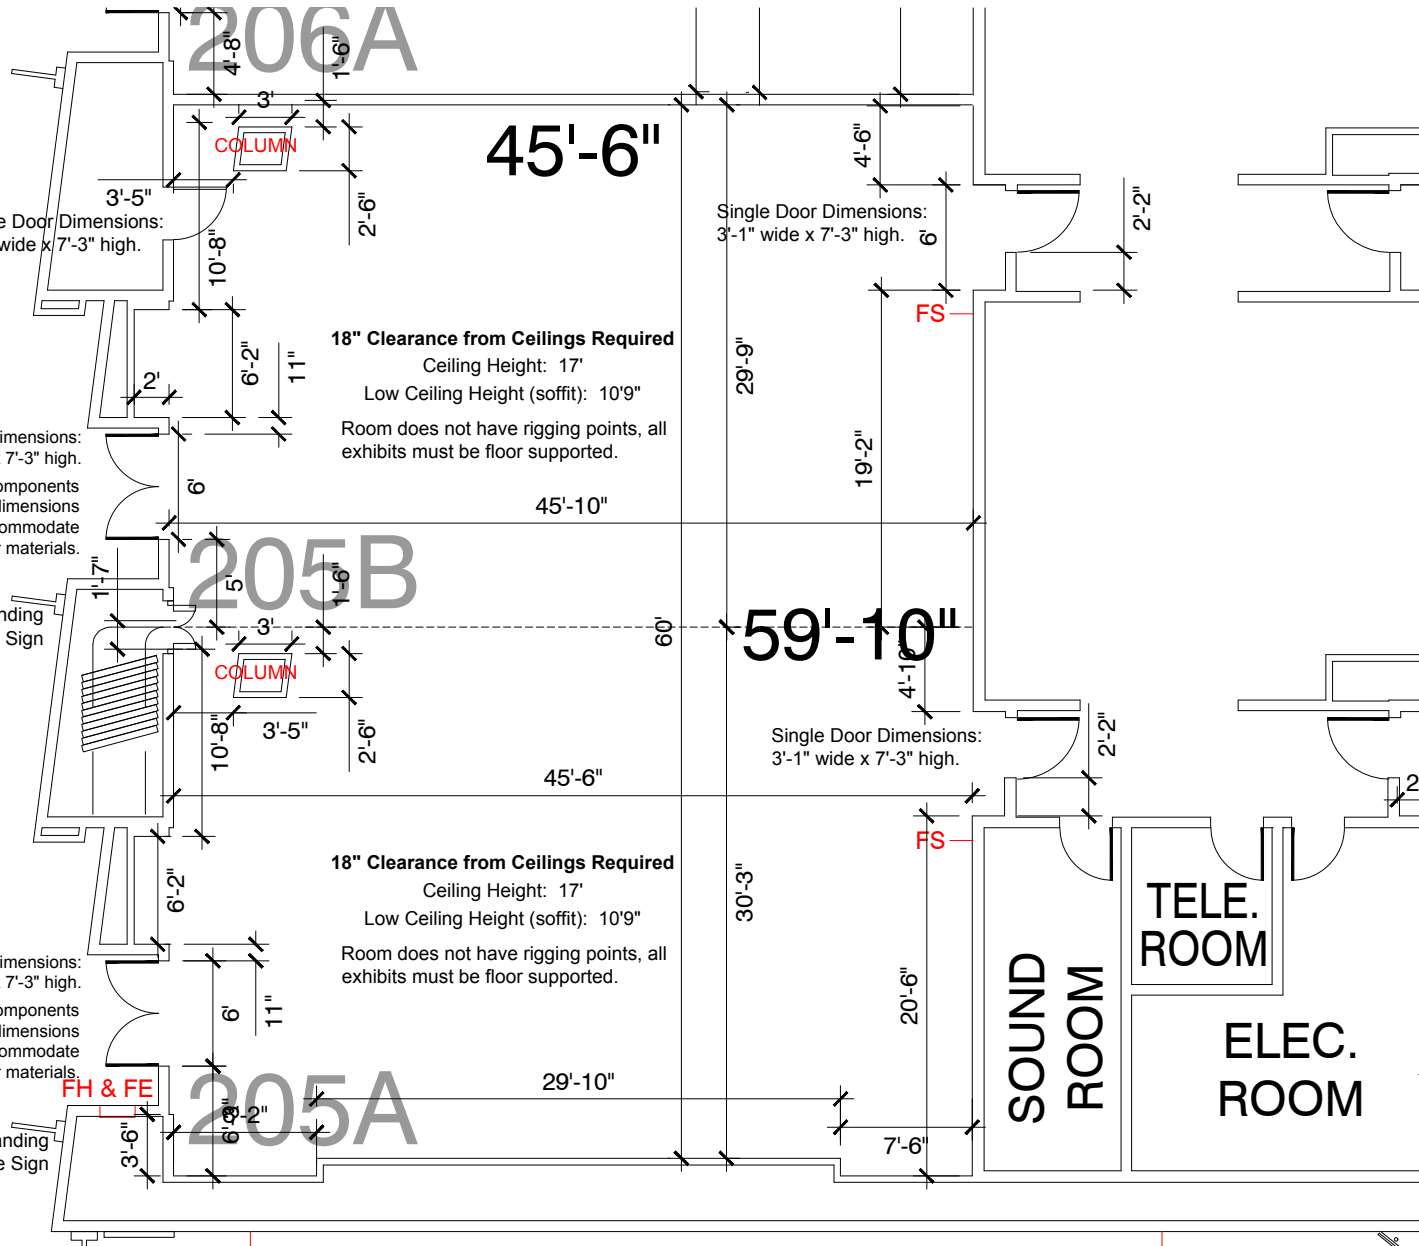 206A
4'-8"
1'-6"
3'
COLUMN
45'-6"
4'-6"
3'-5"
2'-6"
e Door Dimensions:
wide x 7'-3" high.
10'-8"
Single Door Dimensions:
3'-1" wide x 7'-3" high.
6'
2'-2"
FS
18" Clearance from Ceilings Required
Ceiling Height: 17'
Low Ceiling Height (soffit): 10'9"
Room does not have rigging points, all
exhibits must be floor supported.
6'-2"
11"
2'
29'-9"
19'-2"
imensions:
7'-3" high.
omponents
limensions
ommodate
r materials.
6'
45'-10"
205B
1'-7"
5'
1'-6"
nding
Sign
3'
COLUMN
60'
59'-10"
4'-10"
3'-5"
10'-8"
2'-6"
Single Door Dimensions:
3'-1" wide x 7'-3" high.
2'-2"
45'-6"
2
FS
18" Clearance from Ceilings Required
Ceiling Height: 17'
Low Ceiling Height (soffit): 10'9"
Room does not have rigging points, all
exhibits must be floor supported.
6'-2"
30'-3"
TELE.
ROOM
SOUND
ROOM
20'-6"
imensions:
7'-3" high.
omponents
limensions
ommodate
r materials.
6'
11"
ELEC.
ROOM
FH & FE
205A
29'-10"
8'-2"
3'-6"
7'-6"
anding
e Sign